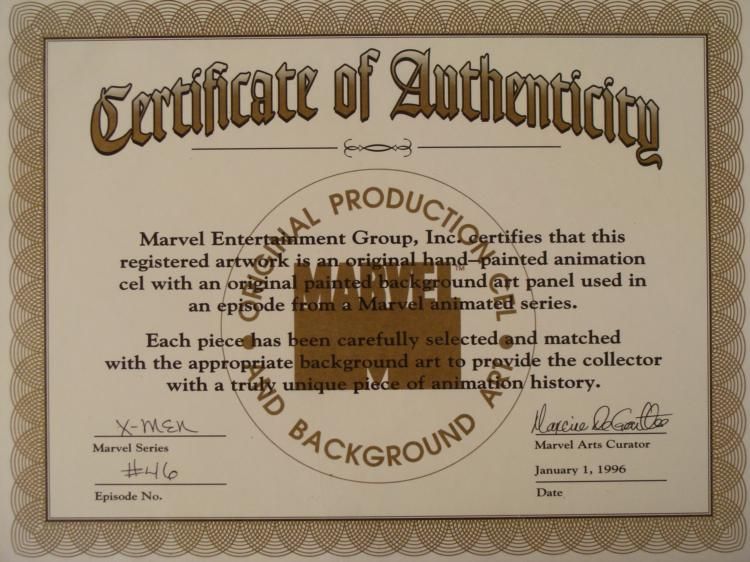 Certificate of Authenticity
ORIGINAL PRODUCTION CEL
AND BACKGROUND ART
MARVEL™
Marvel Entertainment Group, Inc. certifies that this
registered artwork is an original hand-painted animation
cel with an original painted background art panel used in
an episode from a Marvel animated series.
Each piece has been carefully selected and matched
with the appropriate background art to provide the collector
with a truly unique piece of animation history.
X-MEN
Marvel Series
#46
Episode No.
Marvel Arts Curator
January 1, 1996
Date